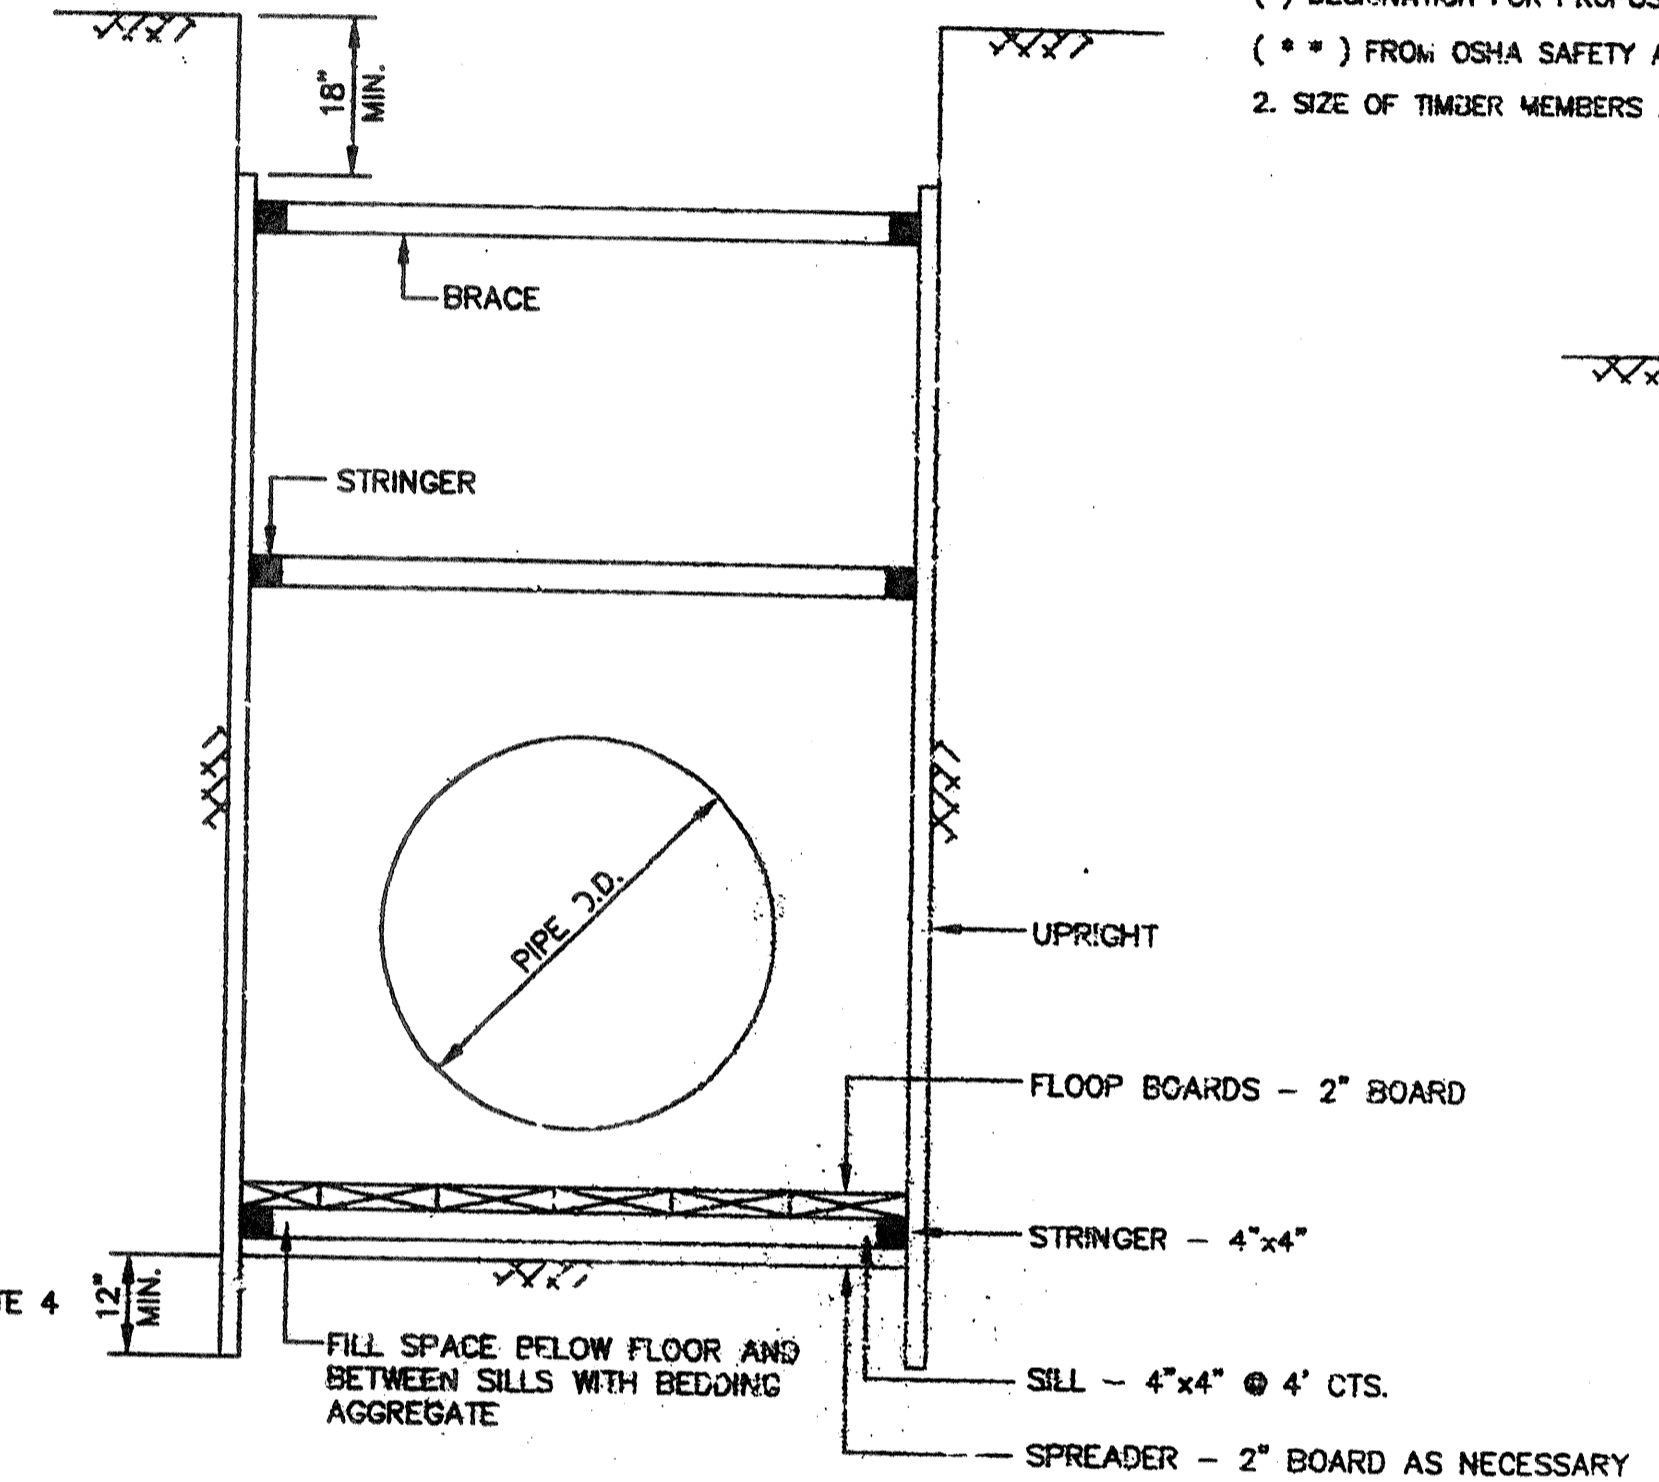 ( * * ) FROM OSHA SAFETY
2. SIZE OF TIMBER MEMBERS
18"
MIN.
BRACE
STRINGER
PIPE O.D.
UPRIGHT
FLOOP BOARDS – 2" BOARD
STRINGER – 4"x4"
4
12"
MIN.
FILL SPACE BELOW FLOOR AND
BETWEEN SILLS WITH BEDDING
AGGREGATE
SILL – 4"x4" @ 4' CTS.
SPREADER – 2" BOARD AS NECESSARY